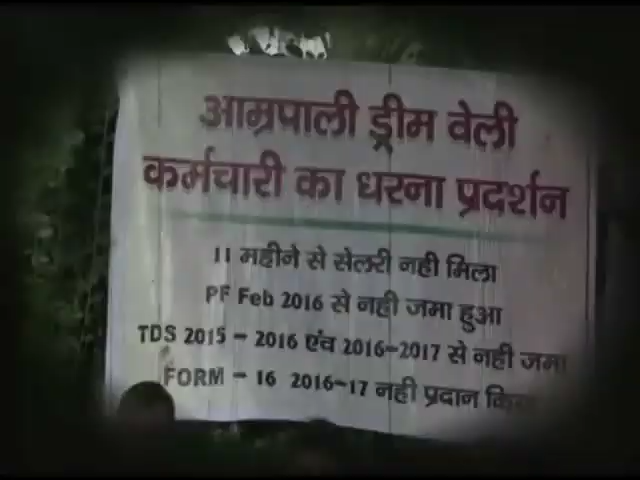 आम्रपाली ड्रीम वेली
कर्मचारी का धरना प्रदर्शन
11 महीने से सेलरी नही मिला
PF Feb 2016 से नही जमा हुआ
TDS 2015 - 2016 एंव 2016-2017 से नही जमा
FORM - 16 2016-17 नही प्रदान